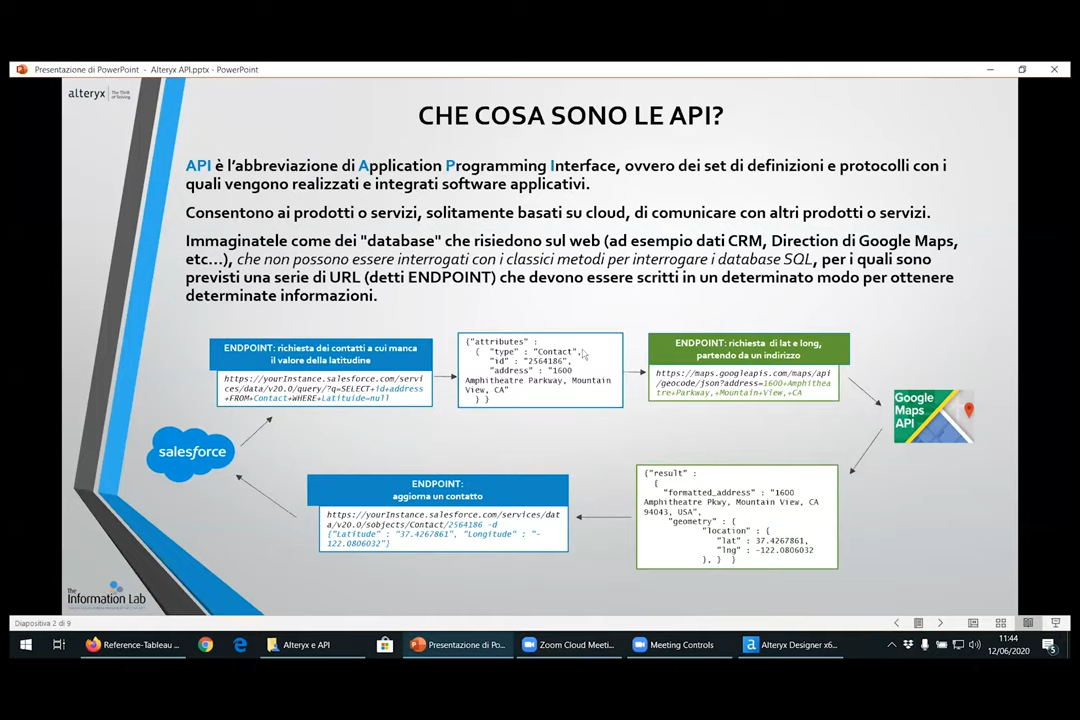 Presentazione di PowerPoint - Alteryx API.pptx - PowerPoint
alteryx
CHE COSA SONO LE API?
API è l'abbreviazione di Application Programming Interface, ovvero dei set di definizioni e protocolli con i
quali vengono realizzati e integrati software applicativi.
Consentono ai prodotti o servizi, solitamente basati su cloud, di comunicare con altri prodotti o servizi.
Immaginatele come dei "database" che risiedono sul web (ad esempio dati CRM, Direction di Google Maps,
etc...), che non possono essere interrogati con i classici metodi per interrogare i database SQL, per i quali sono
previsti una serie di URL (detti ENDPOINT) che devono essere scritti in un determinato modo per ottenere
determinate informazioni.
ENDPOINT: richiesta dei contatti a cui manca
il valore della latitudine
https://yourInstance.salesforce.com/servi
ces/data/v20.0/query/?q=SELECT+id+address
+FROM+Contact+WHERE+Latituide=null
{"attributes" :
{ "type" : "Contact",
"id" : "2564186",
"address" : "1600
Amphitheatre Parkway, Mountain
View, CA"
} }
ENDPOINT: richiesta di lat e long,
partendo da un indirizzo
https://maps.googleapis.com/maps/api
/geocode/json?address=1600+Amphithea
tre+Parkway,+Mountain+View,+CA
Google
Maps
API
salesforce
ENDPOINT:
aggiorna un contatto
https://yourInstance.salesforce.com/services/dat
a/v20.0/sobjects/Contact/2564186 -d
{"Latitude" : "37.4267861", "Longitude" : "-
122.0806032"}
{"result" :
{
"formatted_address" : "1600
Amphitheatre Pkwy, Mountain View, CA
94043, USA",
"geometry" : {
"location" : {
"lat" : 37.4267861,
"lng" : -122.0806032
}, } }
The
Information Lab
Diapositiva 2 di 9
Reference-Tableau ...
Alteryx e API
Presentazione di Po...
Zoom Cloud Meeti...
Meeting Controls
Alteryx Designer x6...
11:44
12/06/2020
5